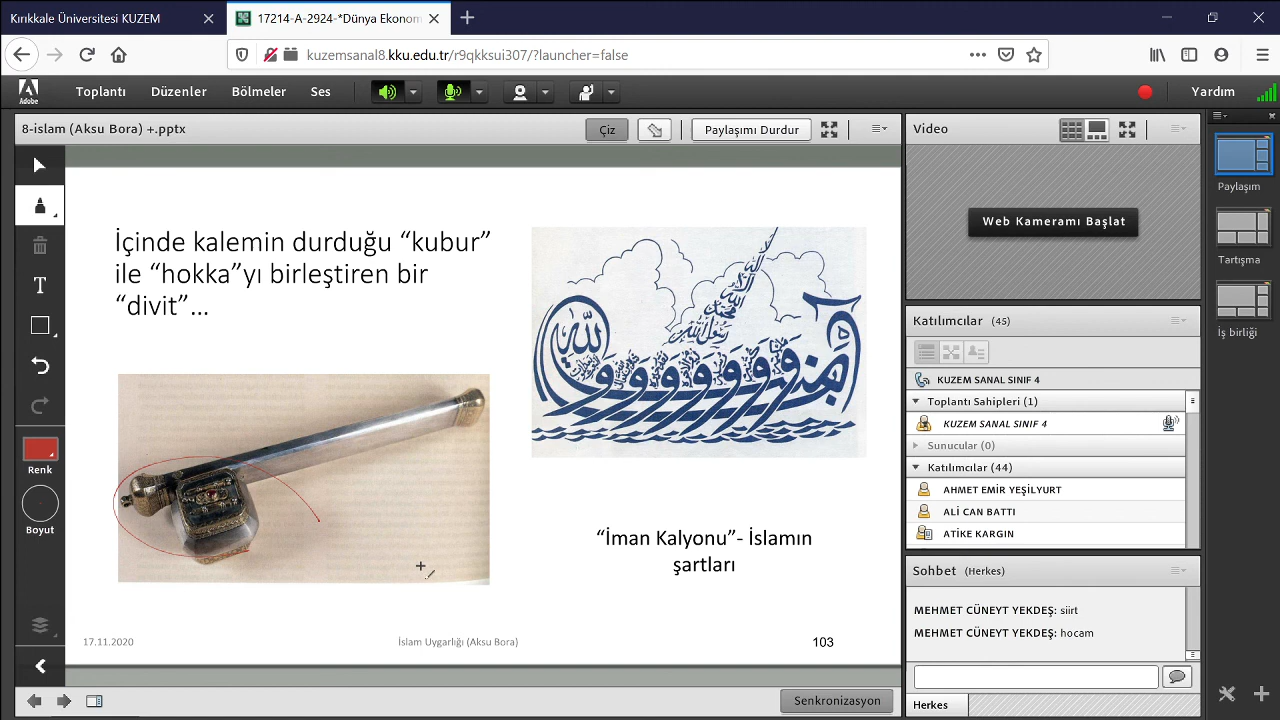 Kırıkkale Üniversitesi KUZEM
17214-A-2924-*Dünya Ekonom
kuzemsanal8.kku.edu.tr/r9qkksui307/?launcher=false
Adobe
Toplantı
Düzenler
Bölmeler
Ses
Yardım
8-islam (Aksu Bora) +.pptx
Çiz
Paylaşımı Durdur
İçinde kalemin durduğu “kubur”
ile “hokka”yı birleştiren bir
“divit”...
“İman Kalyonu”- İslamın
şartları
17.11.2020
İslam Uygarlığı (Aksu Bora)
103
Renk
Boyut
Senkronizasyon
Video
Web Kameramı Başlat
Katılımcılar (45)
KUZEM SANAL SINIF 4
Toplantı Sahipleri (1)
KUZEM SANAL SINIF 4
Sunucular (0)
Katılımcılar (44)
AHMET EMİR YEŞİLYURT
ALİ CAN BATTI
ATİKE KARGIN
Sohbet (Herkes)
MEHMET CÜNEYT YEKDEŞ: siirt
MEHMET CÜNEYT YEKDEŞ: hocam
Herkes
Paylaşım
Tartışma
İş birliği